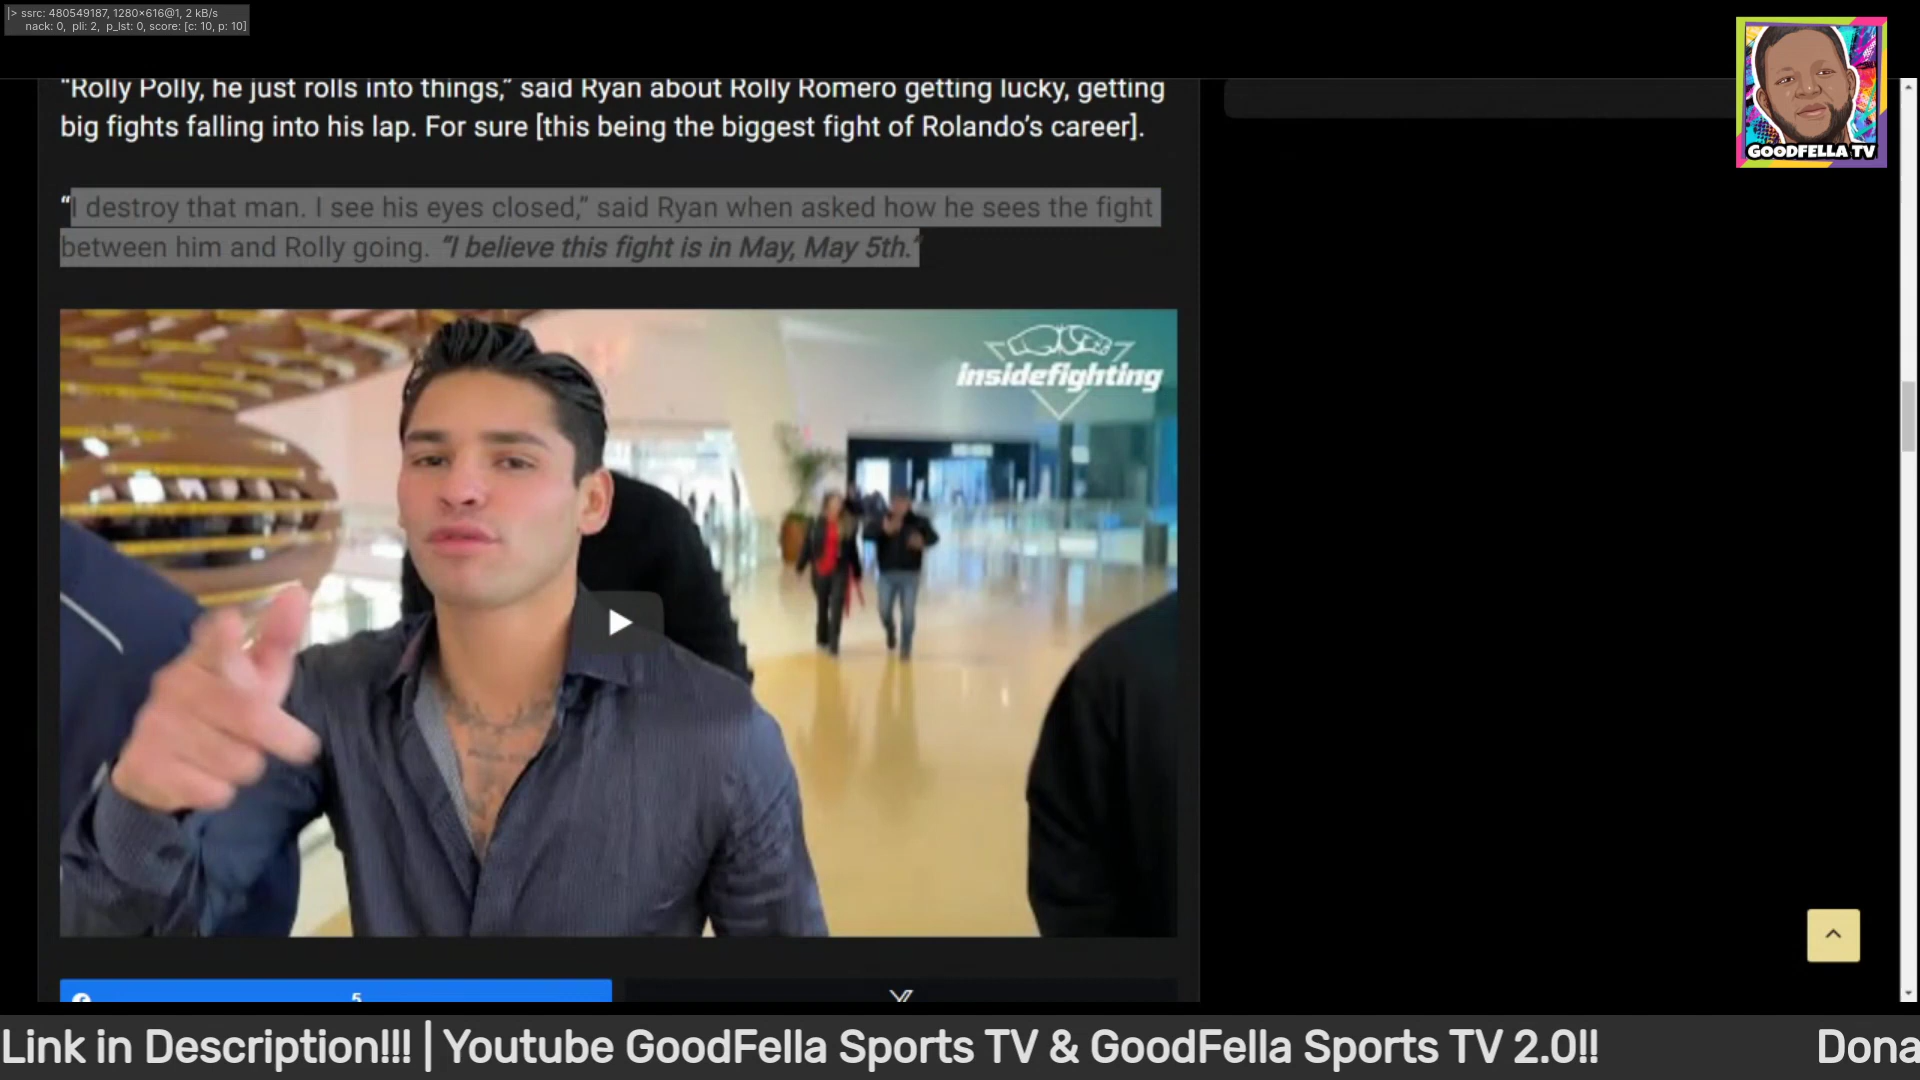 |> ssrc: 480549187, 1280×616@1, 2 kB/s
nack: 0, pli: 2, p_lst: 0, score: [c: 10, p: 10]
GOODFELLA TV
“Rolly Polly, he just rolls into things,” said Ryan about Rolly Romero getting lucky, getting
big fights falling into his lap. For sure [this being the biggest fight of Rolando’s career].
“I destroy that man. I see his eyes closed,” said Ryan when asked how he sees the fight
between him and Rolly going. “I believe this fight is in May, May 5th.”
insidefighting
5
Link in Description!!! | Youtube GoodFella Sports TV & GoodFella Sports TV 2.0!! Dona